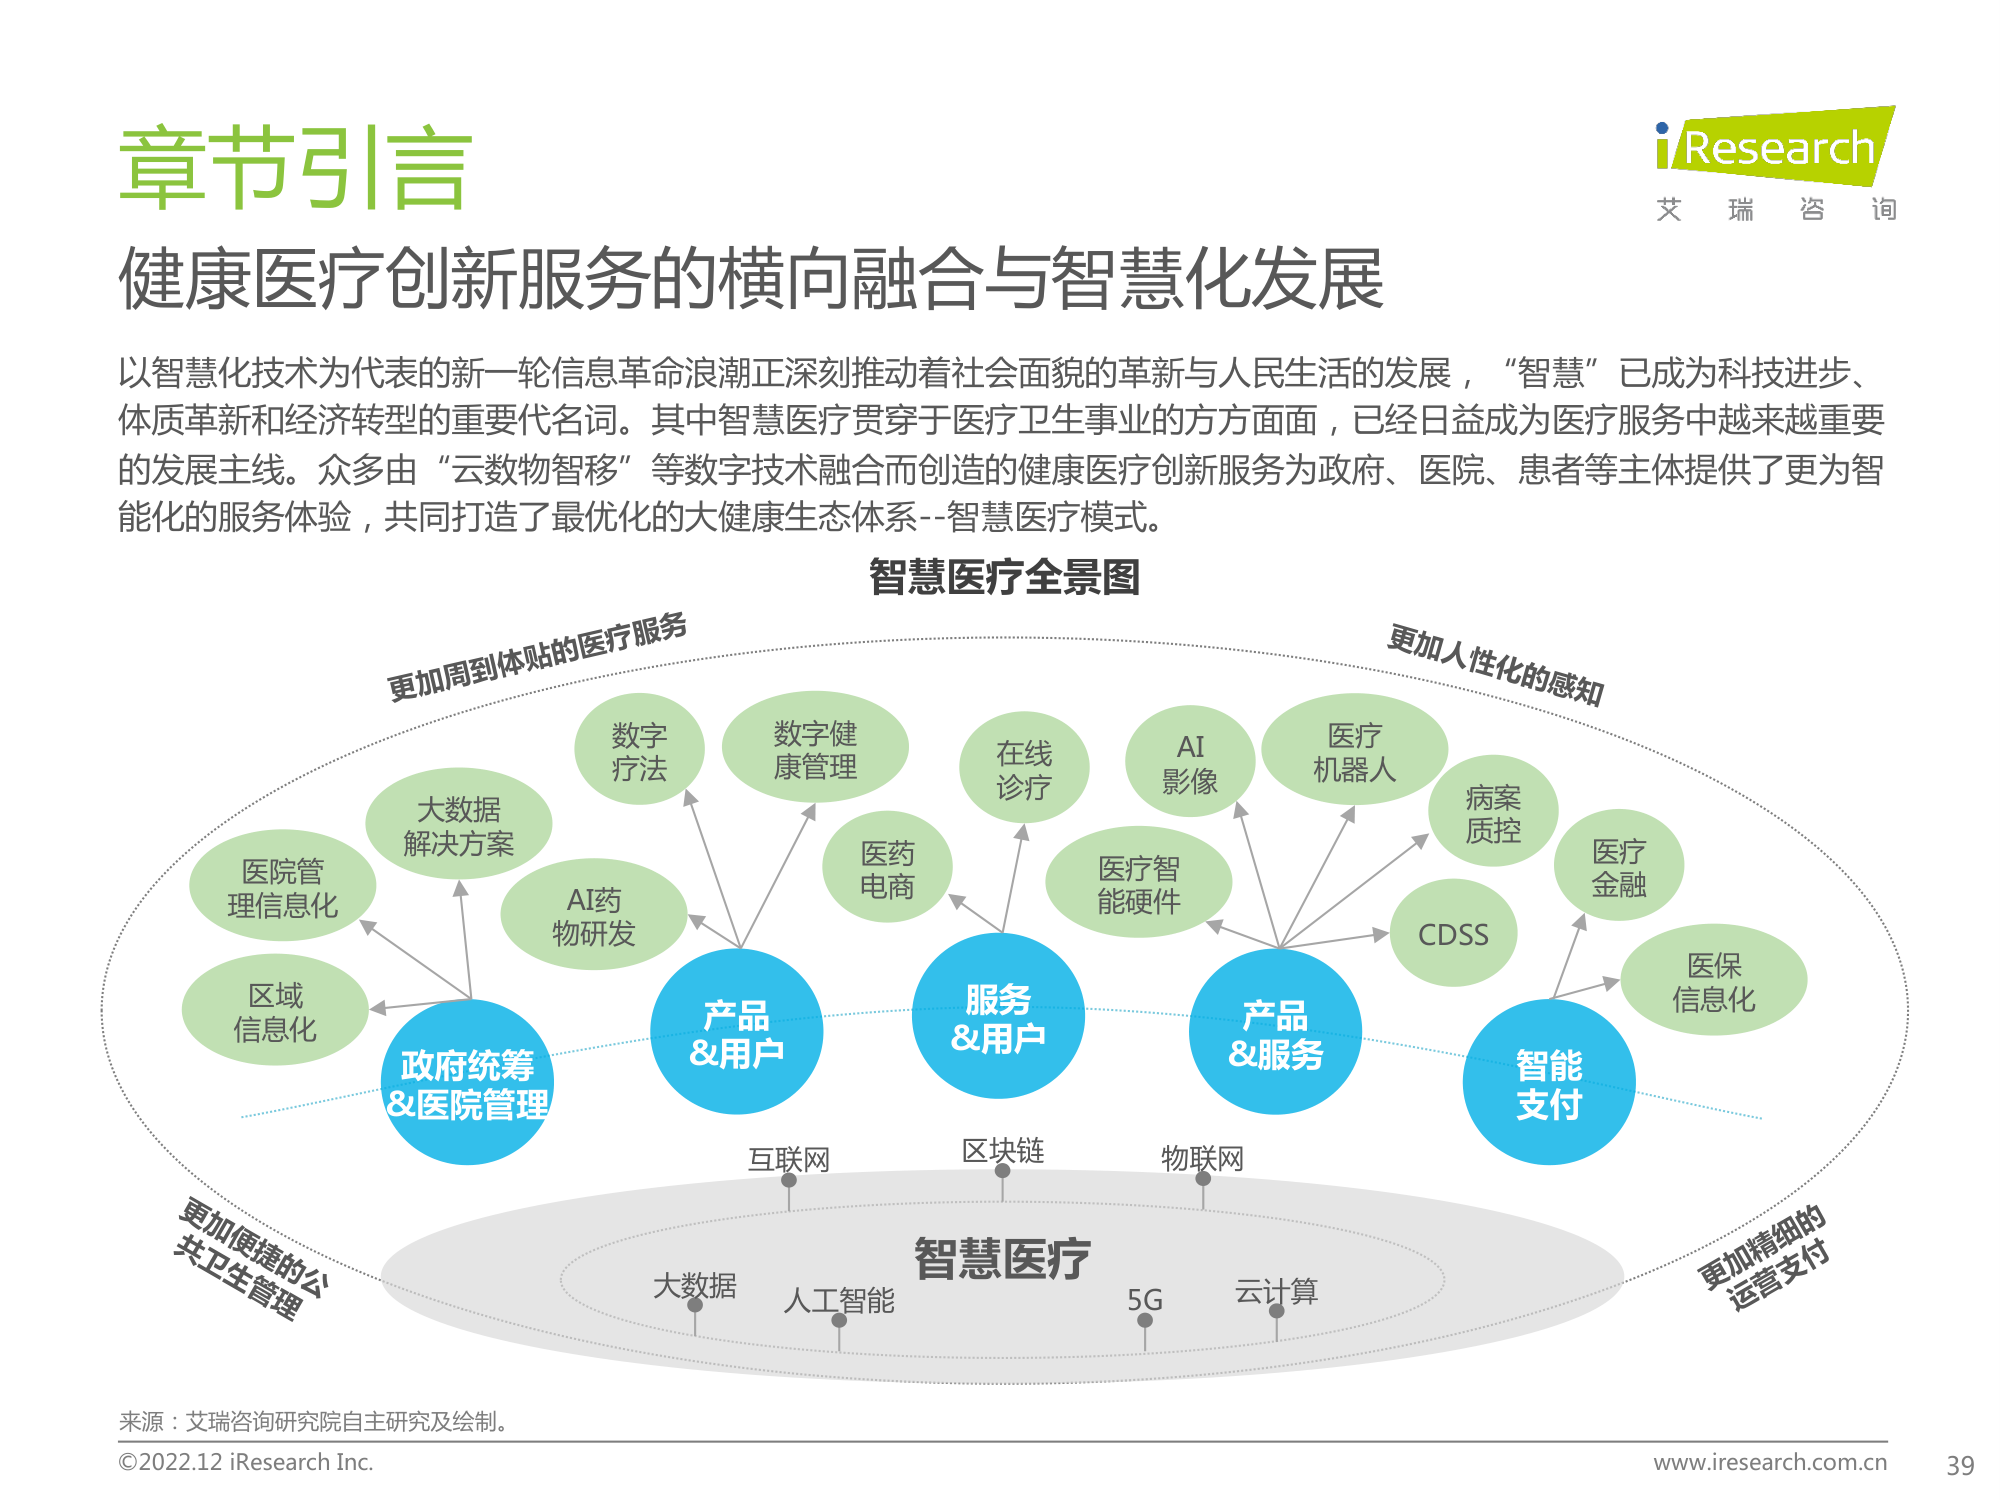 章节引言
iResearch
艾瑞咨询
健康医疗创新服务的横向融合与智慧化发展
以智慧化技术为代表的新一轮信息革命浪潮正深刻推动着社会面貌的革新与人民生活的发展，“智慧”已成为科技进步、
体质革新和经济转型的重要代名词。其中智慧医疗贯穿于医疗卫生事业的方方面面，已经日益成为医疗服务中越来越重要
的发展主线。众多由“云数物智移”等数字技术融合而创造的健康医疗创新服务为政府、医院、患者等主体提供了更为智
能化的服务体验，共同打造了最优化的大健康生态体系--智慧医疗模式。
智慧医疗全景图
更加周到体贴的医疗服务
更加人性化的感知
数字
疗法
数字健
康管理
在线
诊疗
AI
影像
医疗
机器人
大数据
解决方案
病案
质控
医院管
理信息化
AI药
物研发
医药
电商
医疗智
能硬件
医疗
金融
CDSS
区域
信息化
医保
信息化
政府统筹
&医院管理
产品
&用户
服务
&用户
产品
&服务
智能
支付
互联网
区块链
物联网
更加便捷的公
共卫生管理
更加精细的
运营支付
智慧医疗
大数据
人工智能
5G
云计算
来源：艾瑞咨询研究院自主研究及绘制。
©2022.12 iResearch Inc.
www.iresearch.com.cn
39